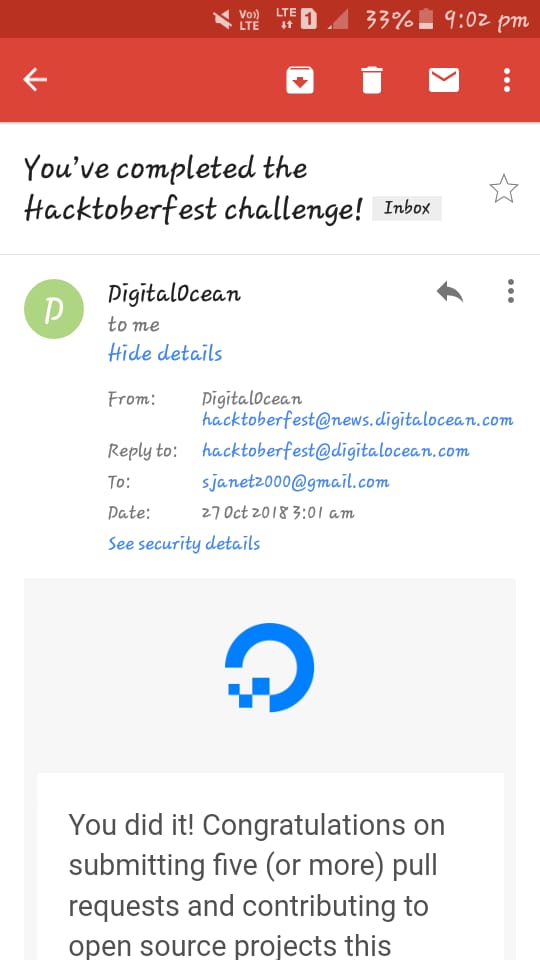 Vo)) LTE LTE 1 33% 9:02 pm
You've completed the
Hacktoberfest challenge! Inbox
D
DigitalOcean
to me
Hide details
From: DigitalOcean
hacktoberfest@news.digitalocean.com
Reply to: hacktoberfest@digitalocean.com
To: sjanet2000@gmail.com
Date: 27 Oct 2018 3:01 am
See security details
You did it! Congratulations on
submitting five (or more) pull
requests and contributing to
open source projects this